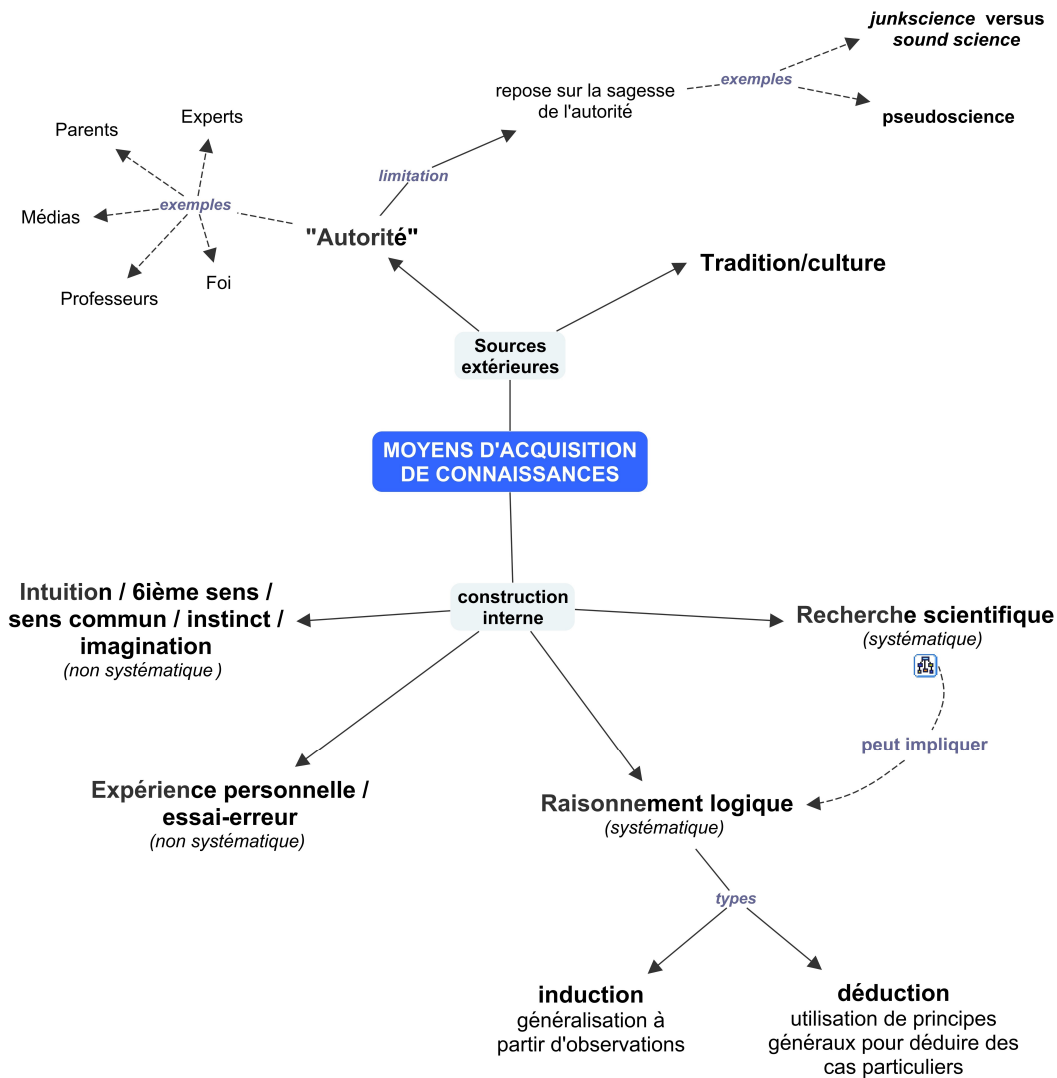 junkscience versus
sound science
exemples
repose sur la sagesse
de l'autorité
pseudoscience
Experts
Parents
limitation
exemples
Médias
"Autorité"
Foi
Professeurs
Tradition/culture
Sources
extérieures
MOYENS D'ACQUISITION
DE CONNAISSANCES
construction
interne
Intuition / 6ième sens /
sens commun / instinct /
imagination
(non systématique )
Recherche scientifique
(systématique)
peut impliquer
Expérience personnelle /
essai-erreur
(non systématique)
Raisonnement logique
(systématique)
types
induction
généralisation à
partir d'observations
déduction
utilisation de principes
généraux pour déduire des
cas particuliers